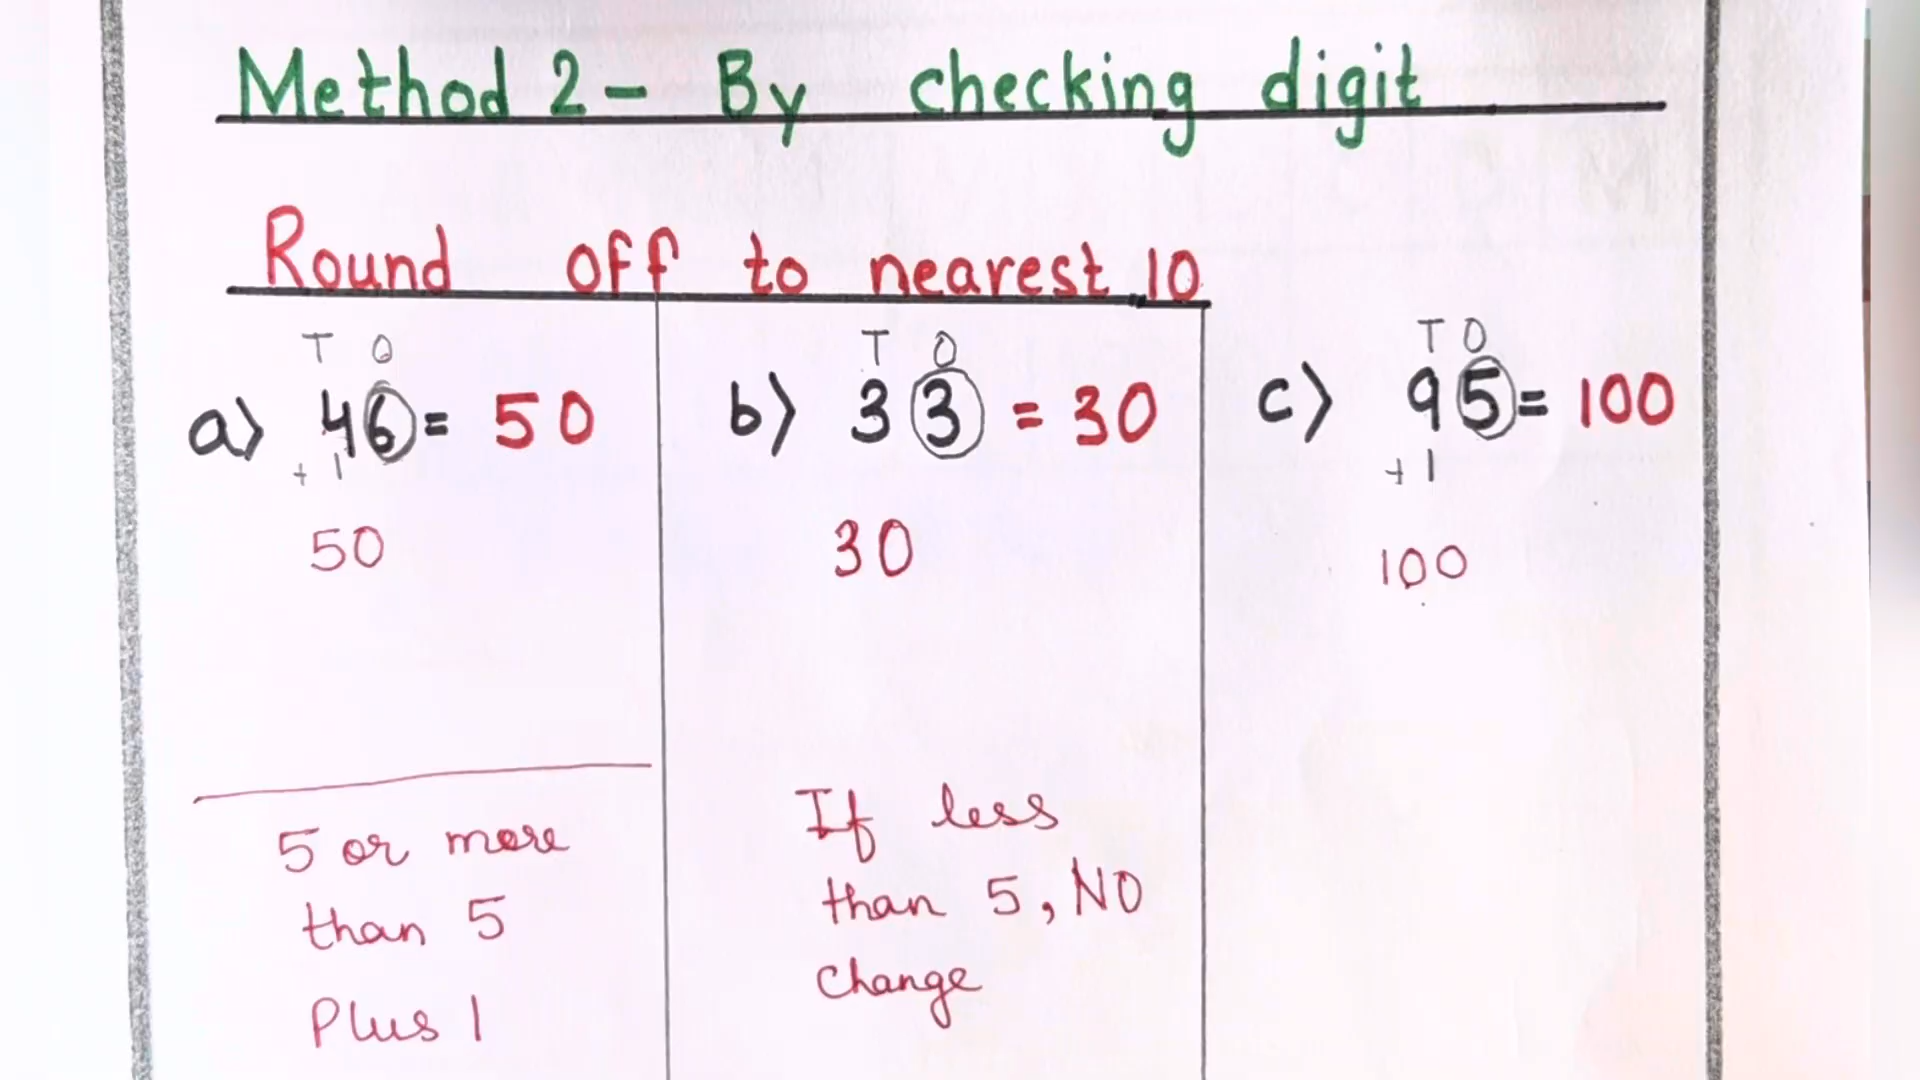 Method 2- By checking digit
Round off to nearest 10
T O
a) 46 = 50
+ 1
50
5 or more
than 5
Plus 1
T O
b) 33 = 30
30
If less
than 5, NO
change
T O
c) 95 = 100
+ 1
100